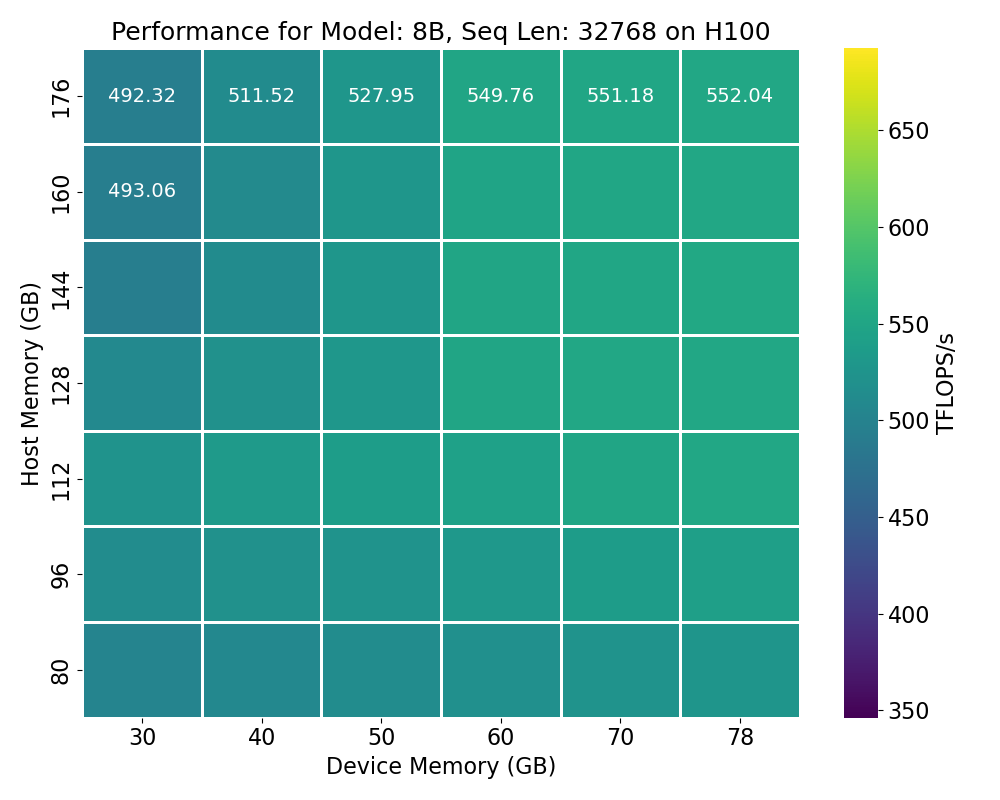 Performance for Model: 8B, Seq Len: 32768 on H100
176
492.32 511.52 527.95 549.76 551.18 552.04
160
493.06
144
128
112
96
80
Host Memory (GB)
30 40 50 60 70 78
Device Memory (GB)
650
600
550
500
450
400
350
TFLOPS/s